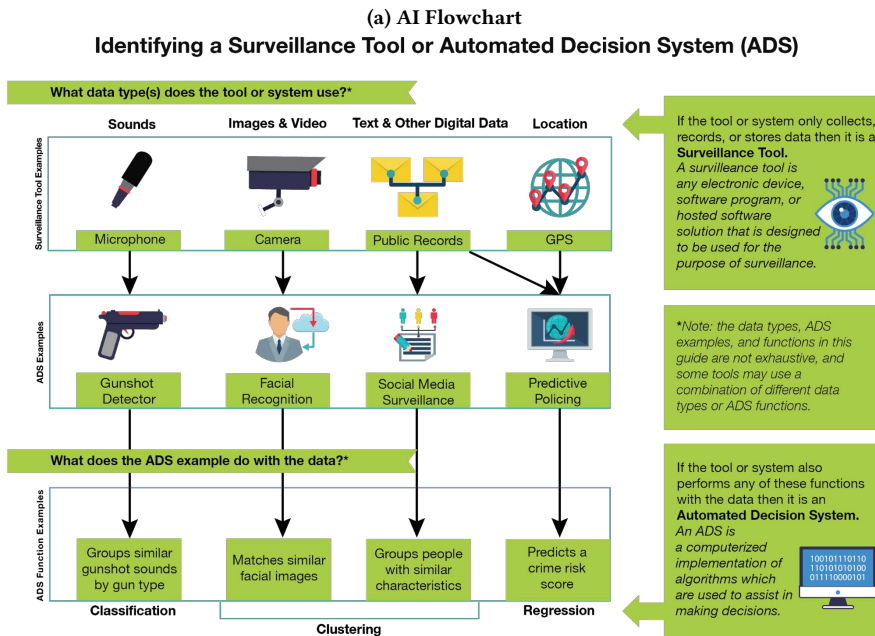 (a) AI Flowchart
Identifying a Surveillance Tool or Automated Decision System (ADS)
What data type(s) does the tool or system use?*
Sounds
Images & Video
Text & Other Digital Data
Location
Surveillance Tool Examples
Microphone
Camera
Public Records
GPS
If the tool or system only collects,
records, or stores data then it is a
Surveillance Tool.
A survilleance tool is
any electronic device,
software program, or
hosted software
solution that is designed
to be used for the
purpose of surveillance.
ADS Examples
Gunshot
Detector
Facial
Recognition
Social Media
Surveillance
Predictive
Policing
*Note: the data types, ADS
examples, and functions in this
guide are not exhaustive, and
some tools may use a
combination of different data
types or ADS functions.
What does the ADS example do with the data?*
ADS Function Examples
Groups similar
gunshot sounds
by gun type
Matches similar
facial images
Groups people
with similar
characteristics
Predicts a
crime risk
score
Classification
Clustering
Regression
If the tool or system also
performs any of these functions
with the data then it is an
Automated Decision System.
An ADS is
a computerized
implementation of
algorithms which
are used to assist in
making decisions.
100101110110
110101010100
011110000101